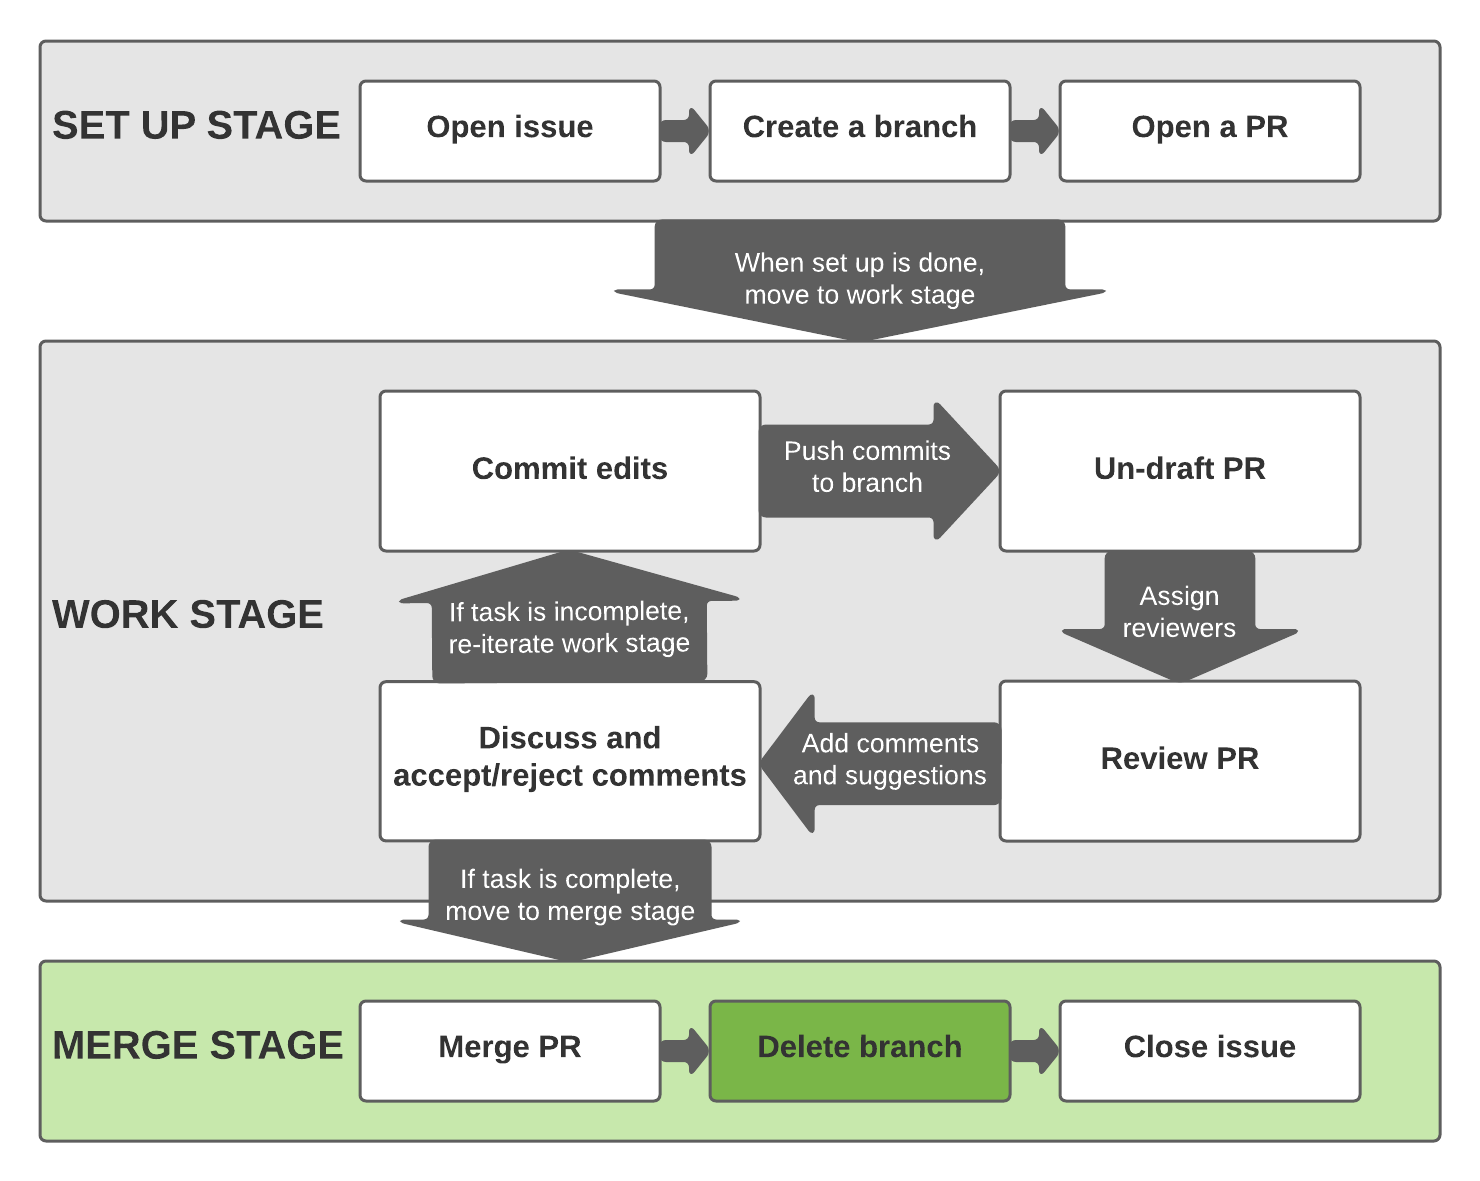 SET UP STAGE
Open issue
Create a branch
Open a PR
When set up is done,
move to work stage
WORK STAGE
Commit edits
Push commits
to branch
Un-draft PR
Assign
reviewers
Review PR
Add comments
and suggestions
Discuss and
accept/reject comments
If task is incomplete,
re-iterate work stage
If task is complete,
move to merge stage
MERGE STAGE
Merge PR
Delete branch
Close issue